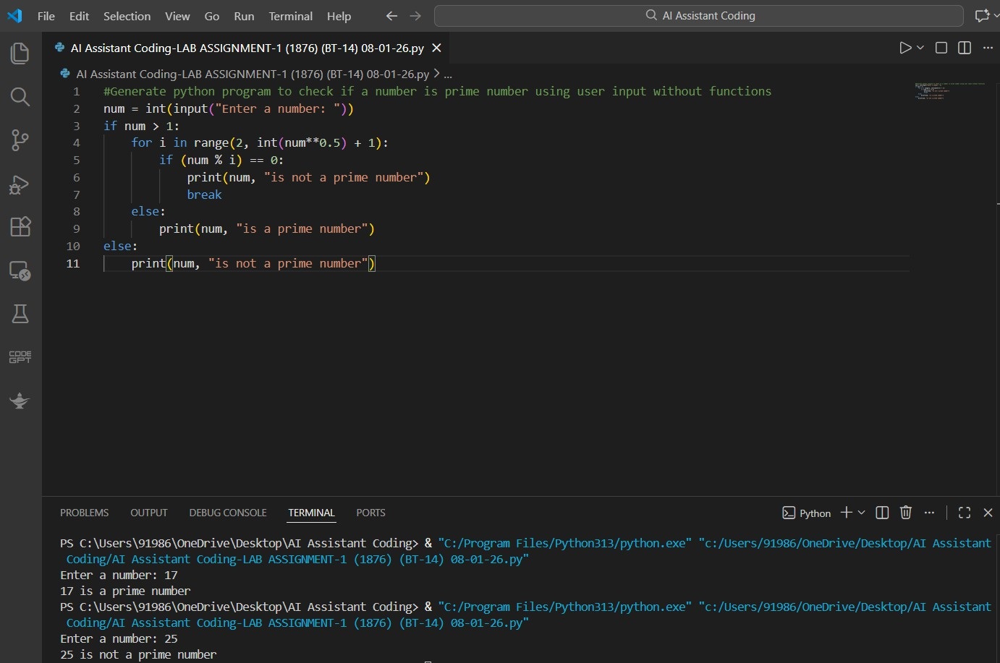 File Edit Selection View Go Run Terminal Help AI Assistant Coding
AI Assistant Coding-LAB ASSIGNMENT-1 (1876) (BT-14) 08-01-26.py
AI Assistant Coding-LAB ASSIGNMENT-1 (1876) (BT-14) 08-01-26.py > ...
1 #Generate python program to check if a number is prime number using user input without functions
2 num = int(input("Enter a number: "))
3 if num > 1:
4     for i in range(2, int(num**0.5) + 1):
5         if (num % i) == 0:
6             print(num, "is not a prime number")
7             break
8     else:
9         print(num, "is a prime number")
10 else:
11     print(num, "is not a prime number")
CODE
GPT
PROBLEMS OUTPUT DEBUG CONSOLE TERMINAL PORTS Python
PS C:\Users\91986\OneDrive\Desktop\AI Assistant Coding> & "C:/Program Files/Python313/python.exe" "c:/Users/91986/OneDrive/Desktop/AI Assistant
Coding/AI Assistant Coding-LAB ASSIGNMENT-1 (1876) (BT-14) 08-01-26.py"
Enter a number: 17
17 is a prime number
PS C:\Users\91986\OneDrive\Desktop\AI Assistant Coding> & "C:/Program Files/Python313/python.exe" "c:/Users/91986/OneDrive/Desktop/AI Assistant
Coding/AI Assistant Coding-LAB ASSIGNMENT-1 (1876) (BT-14) 08-01-26.py"
Enter a number: 25
25 is not a prime number